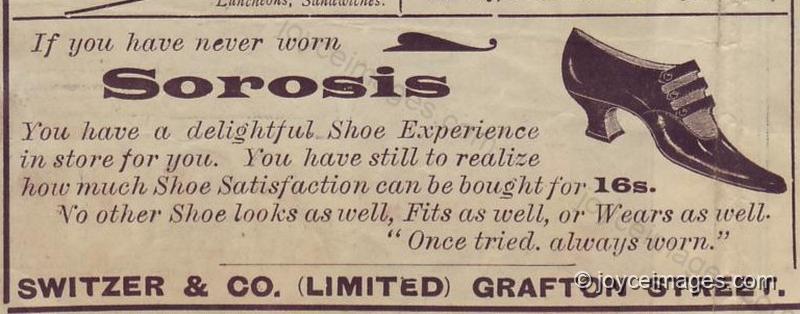 Luncheons, Sandwiches.
If you have never worn
Sorosis
You have a delightful Shoe Experience
in store for you. You have still to realize
how much Shoe Satisfaction can be bought for 16s.
No other Shoe looks as well, Fits as well, or Wears as well.
"Once tried. always worn."
SWITZER & CO. (LIMITED) GRAFTON STREET.
© joyceimages.com